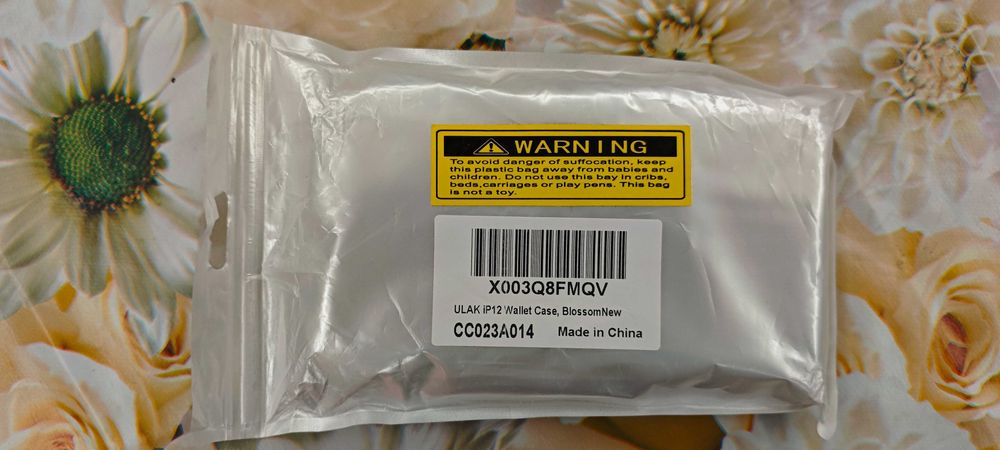 WARNING
To avoid danger of suffocation, keep
this plastic bag away from babies and
children. Do not use this bay in cribs,
beds,carriages or play pens. This bag
is not a toy.
X003Q8FMQV
ULAK iP12 Wallet Case, BlossomNew
CC023A014 Made in China